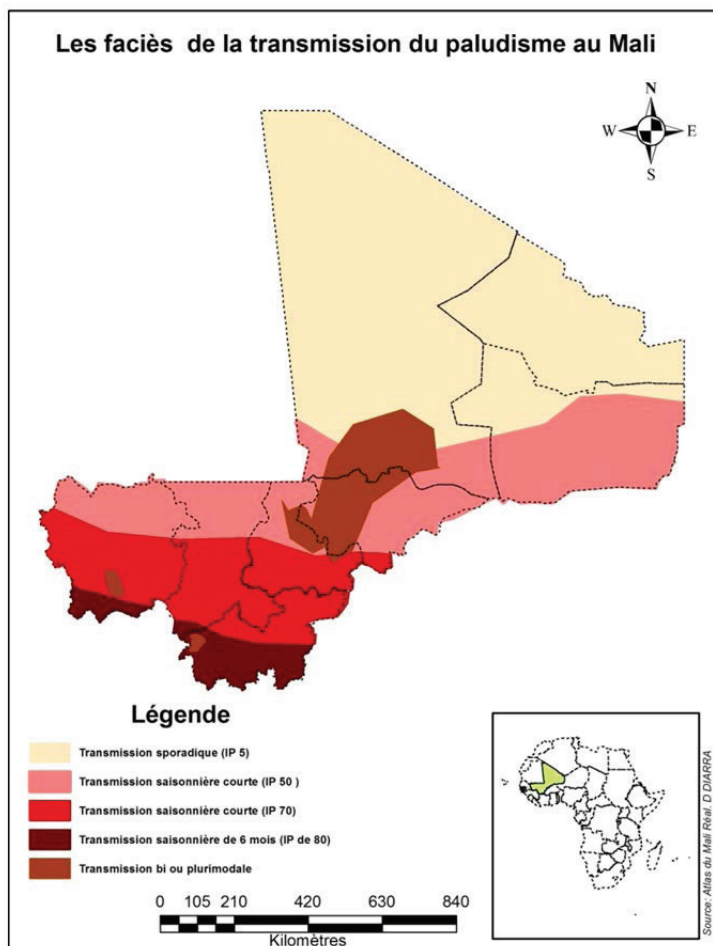 Les faciès de la transmission du paludisme au Mali
N
W E
S
Légende
Transmission sporadique (IP 5)
Transmission saisonnière courte (IP 50 )
Transmission saisonnière courte (IP 70)
Transmission saisonnière de 6 mois (IP de 80)
Transmission bi ou plurimodale
0 105 210 420 630 840
Kilomètres
Source: Atlas du Mali Réal. D DIARRA